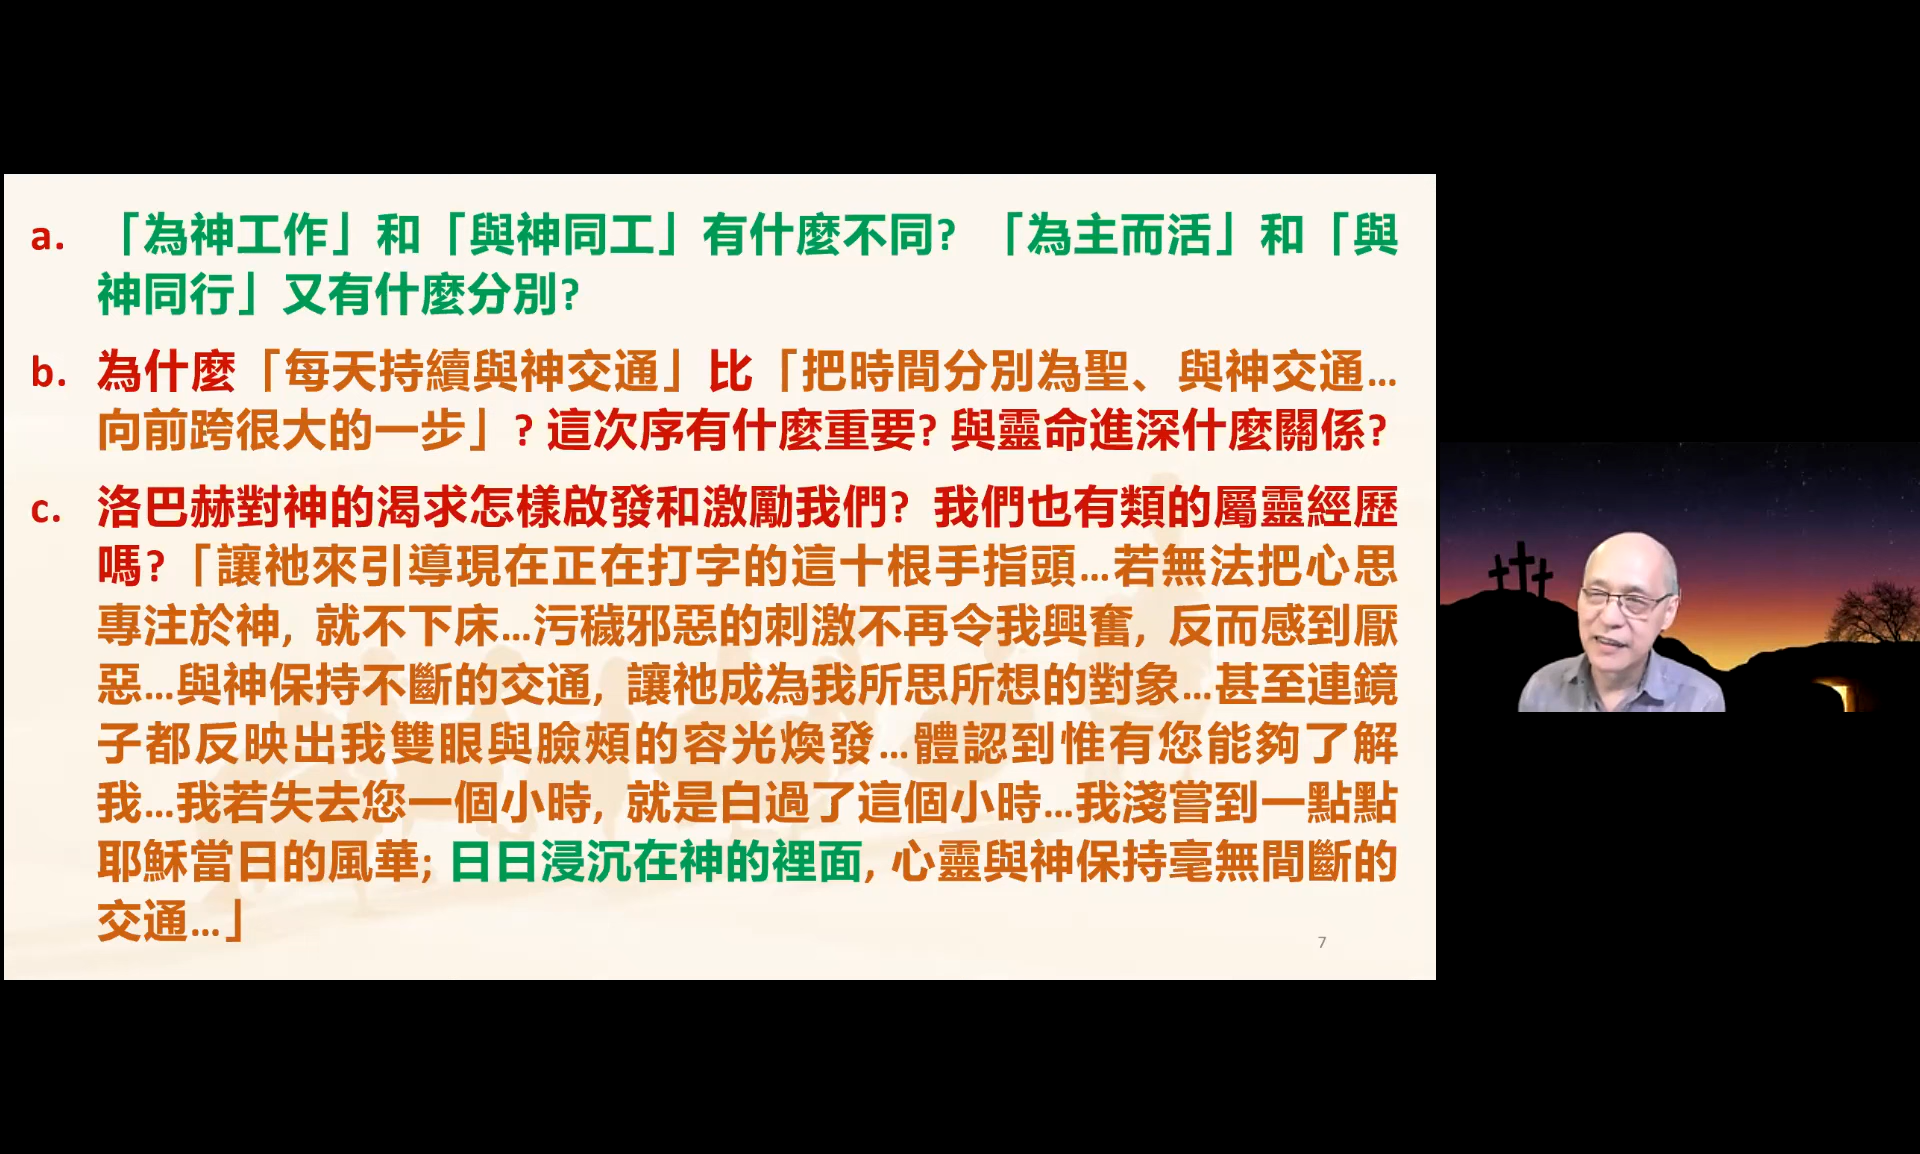 a. 「為神工作」和「與神同工」有什麼不同? 「為主而活」和「與
神同行」又有什麼分別?
b. 為什麼「每天持續與神交通」比「把時間分別為聖、與神交通...
向前跨很大的一步」? 這次序有什麼重要? 與靈命進深什麼關係?
c. 洛巴赫對神的渴求怎樣啟發和激勵我們? 我們也有類的屬靈經歷
嗎?「讓祂來引導現在正在打字的這十根手指頭...若無法把心思
專注於神, 就不下床...污穢邪惡的刺激不再令我興奮, 反而感到厭
惡...與神保持不斷的交通, 讓祂成為我所思所想的對象...甚至連鏡
子都反映出我雙眼與臉頰的容光煥發...體認到惟有您能夠了解
我...我若失去您一個小時, 就是白過了這個小時...我淺嘗到一點點
耶穌當日的風華; 日日浸沉在神的裡面, 心靈與神保持毫無間斷的
交通...」
7